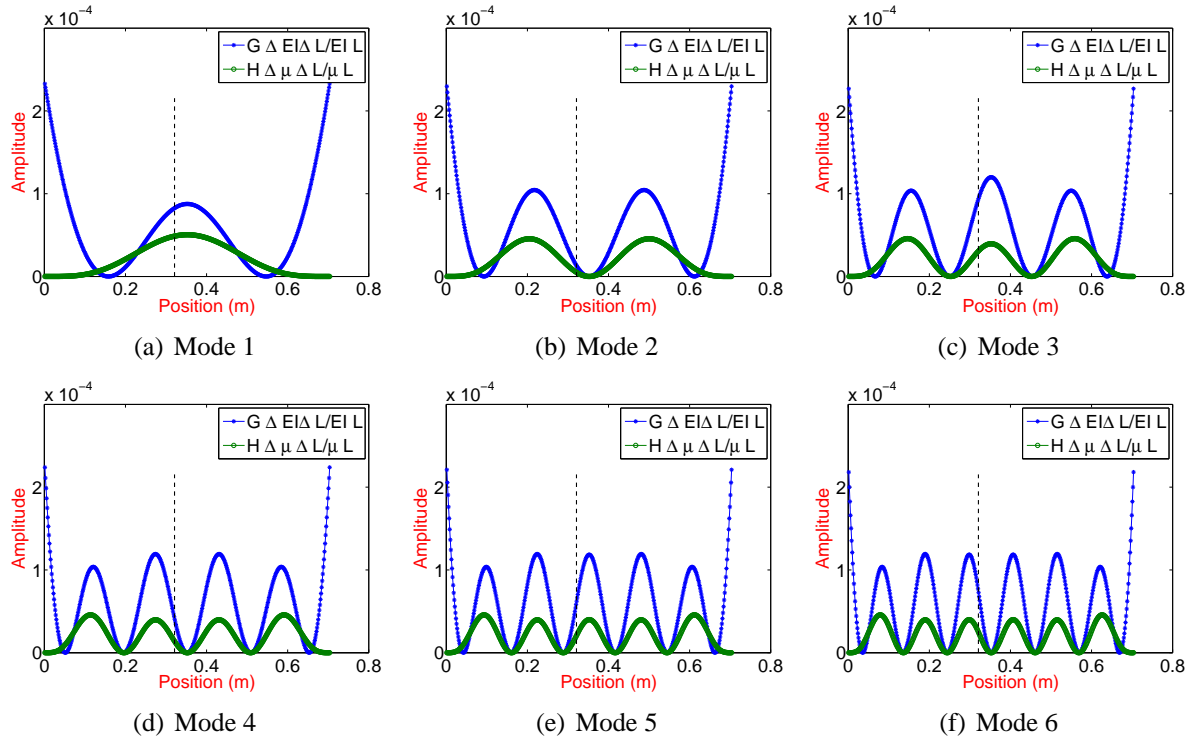 x 10⁻⁴
G Δ EIΔ L/EI L
H Δ μ Δ L/μ L
Amplitude
2
1
0
0 0.2 0.4 0.6 0.8
Position (m)
(a) Mode 1
x 10⁻⁴
G Δ EIΔ L/EI L
H Δ μ Δ L/μ L
Amplitude
2
1
0
0 0.2 0.4 0.6 0.8
Position (m)
(b) Mode 2
x 10⁻⁴
G Δ EIΔ L/EI L
H Δ μ Δ L/μ L
Amplitude
2
1
0
0 0.2 0.4 0.6 0.8
Position (m)
(c) Mode 3
x 10⁻⁴
G Δ EIΔ L/EI L
H Δ μ Δ L/μ L
Amplitude
2
1
0
0 0.2 0.4 0.6 0.8
Position (m)
(d) Mode 4
x 10⁻⁴
G Δ EIΔ L/EI L
H Δ μ Δ L/μ L
Amplitude
2
1
0
0 0.2 0.4 0.6 0.8
Position (m)
(e) Mode 5
x 10⁻⁴
G Δ EIΔ L/EI L
H Δ μ Δ L/μ L
Amplitude
2
1
0
0 0.2 0.4 0.6 0.8
Position (m)
(f) Mode 6